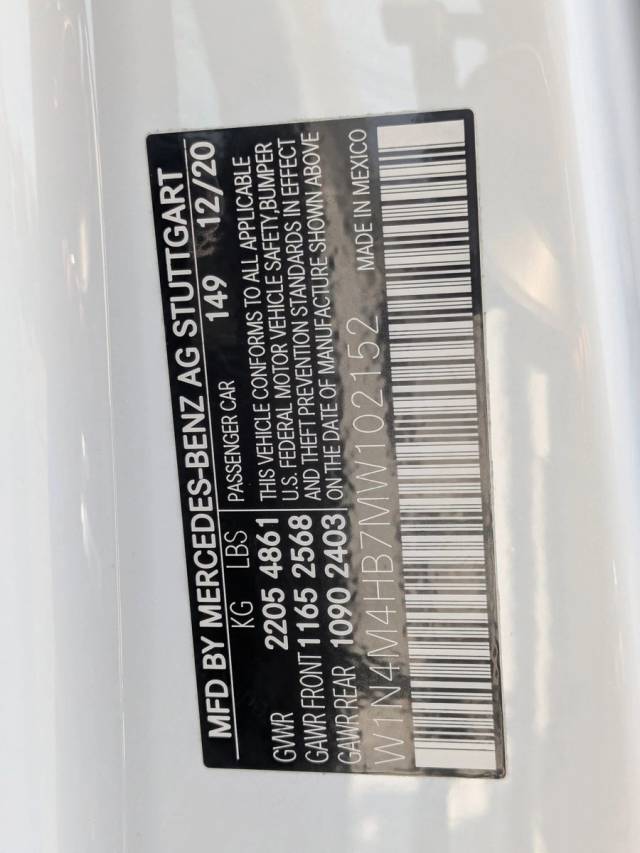 MFD BY MERCEDES-BENZ AG STUTTGART
KG LBS PASSENGER CAR 149 12/20
GVWR 2205 4861 THIS VEHICLE CONFORMS TO ALL APPLICABLE
GAWR FRONT 1165 2568 U.S. FEDERAL MOTOR VEHICLE SAFETY,BUMPER
GAWR REAR 1090 2403 AND THEFT PREVENTION STANDARDS IN EFFECT
ON THE DATE OF MANUFACTURE SHOWN ABOVE
W1N4M4HB7MW102152 MADE IN MEXICO